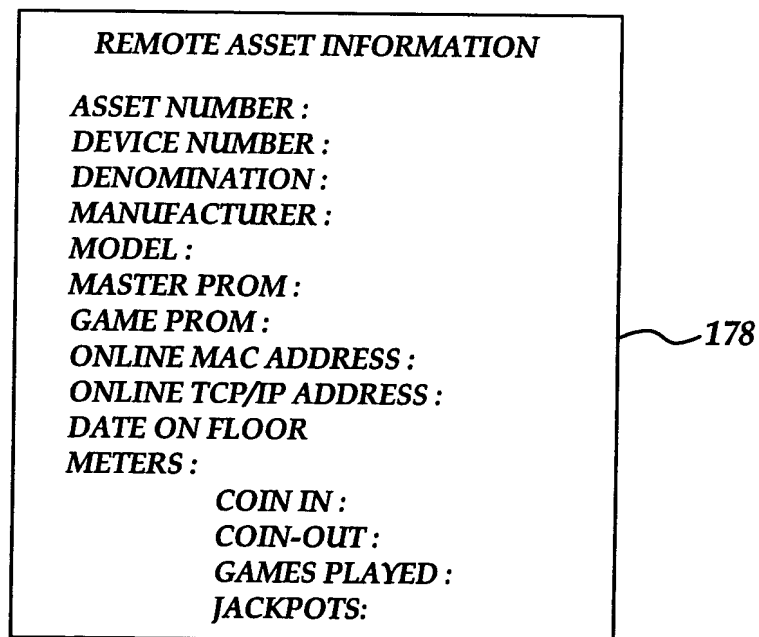 REMOTE ASSET INFORMATION
ASSET NUMBER :
DEVICE NUMBER :
DENOMINATION :
MANUFACTURER :
MODEL :
MASTER PROM :
GAME PROM :
ONLINE MAC ADDRESS :
ONLINE TCP/IP ADDRESS :
DATE ON FLOOR
METERS :
COIN IN :
COIN-OUT :
GAMES PLAYED :
JACKPOTS:
178